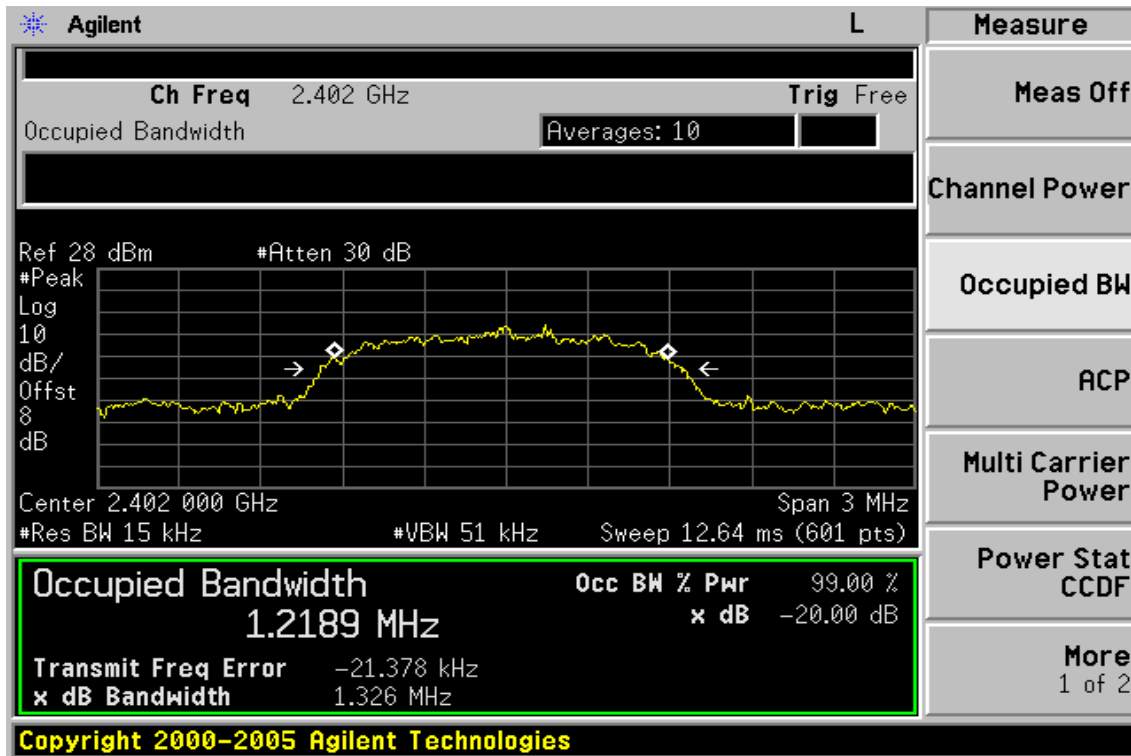 Agilent L
Ch Freq 2.402 GHz Trig Free
Occupied Bandwidth Averages: 10
Ref 28 dBm #Atten 30 dB
#Peak
Log
10
dB/
Offst
8
dB
Center 2.402 000 GHz Span 3 MHz
#Res BW 15 kHz #VBW 51 kHz Sweep 12.64 ms (601 pts)
Occupied Bandwidth Occ BW % Pwr 99.00 %
1.2189 MHz x dB -20.00 dB
Transmit Freq Error -21.378 kHz
x dB Bandwidth 1.326 MHz
Copyright 2000-2005 Agilent Technologies
Measure
Meas Off
Channel Power
Occupied BW
ACP
Multi Carrier
Power
Power Stat
CCDF
More
1 of 2